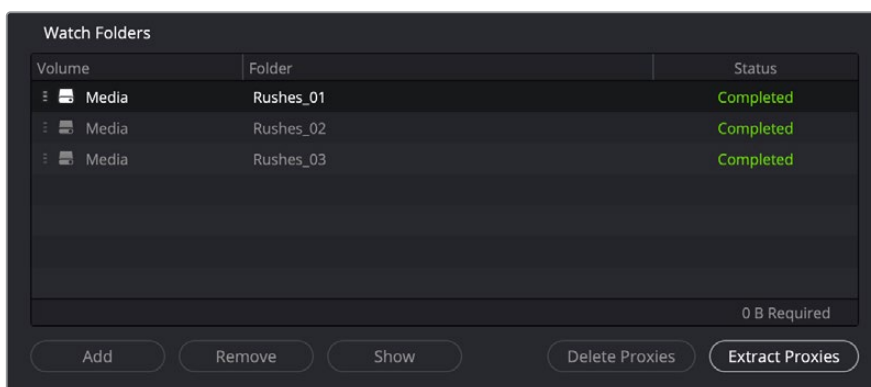 Watch Folders
Volume Folder Status
Media Rushes_01 Completed
Media Rushes_02 Completed
Media Rushes_03 Completed
0 B Required
Add Remove Show Delete Proxies Extract Proxies